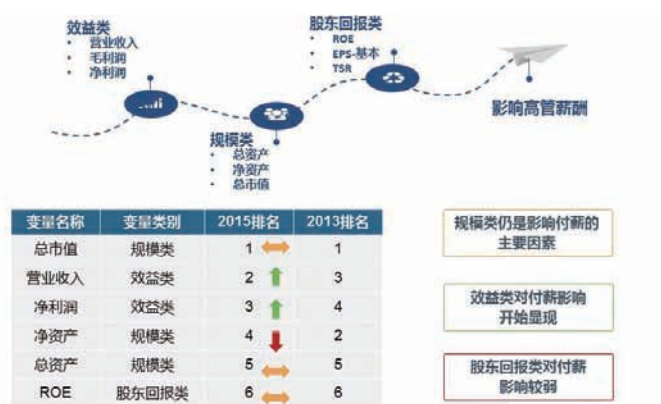 效益类
• 营业收入
• 毛利润
• 净利润
股东回报类
• ROE
• EPS-基本
• TSR
影响高管薪酬
规模类
• 总资产
• 净资产
• 总市值
变量名称 变量类别 2015排名 2013排名
总市值 规模类 1 1
营业收入 效益类 2 3
净利润 效益类 3 4
净资产 规模类 4 2
总资产 规模类 5 5
ROE 股东回报类 6 6
规模类仍是影响付薪的
主要因素
效益类对付薪影响
开始显现
股东回报类对付薪
影响较弱